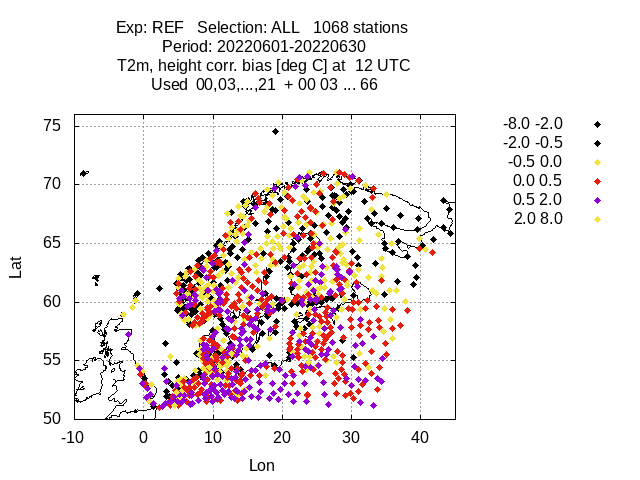 Exp: REF   Selection: ALL   1068 stations
Period: 20220601-20220630
T2m, height corr. bias [deg C] at  12 UTC
Used  00,03,...,21  + 00 03 ... 66
-8.0 -2.0
-2.0 -0.5
-0.5 0.0
0.0 0.5
0.5 2.0
2.0 8.0
75
70
65
60
55
50
Lat
-10 0 10 20 30 40
Lon